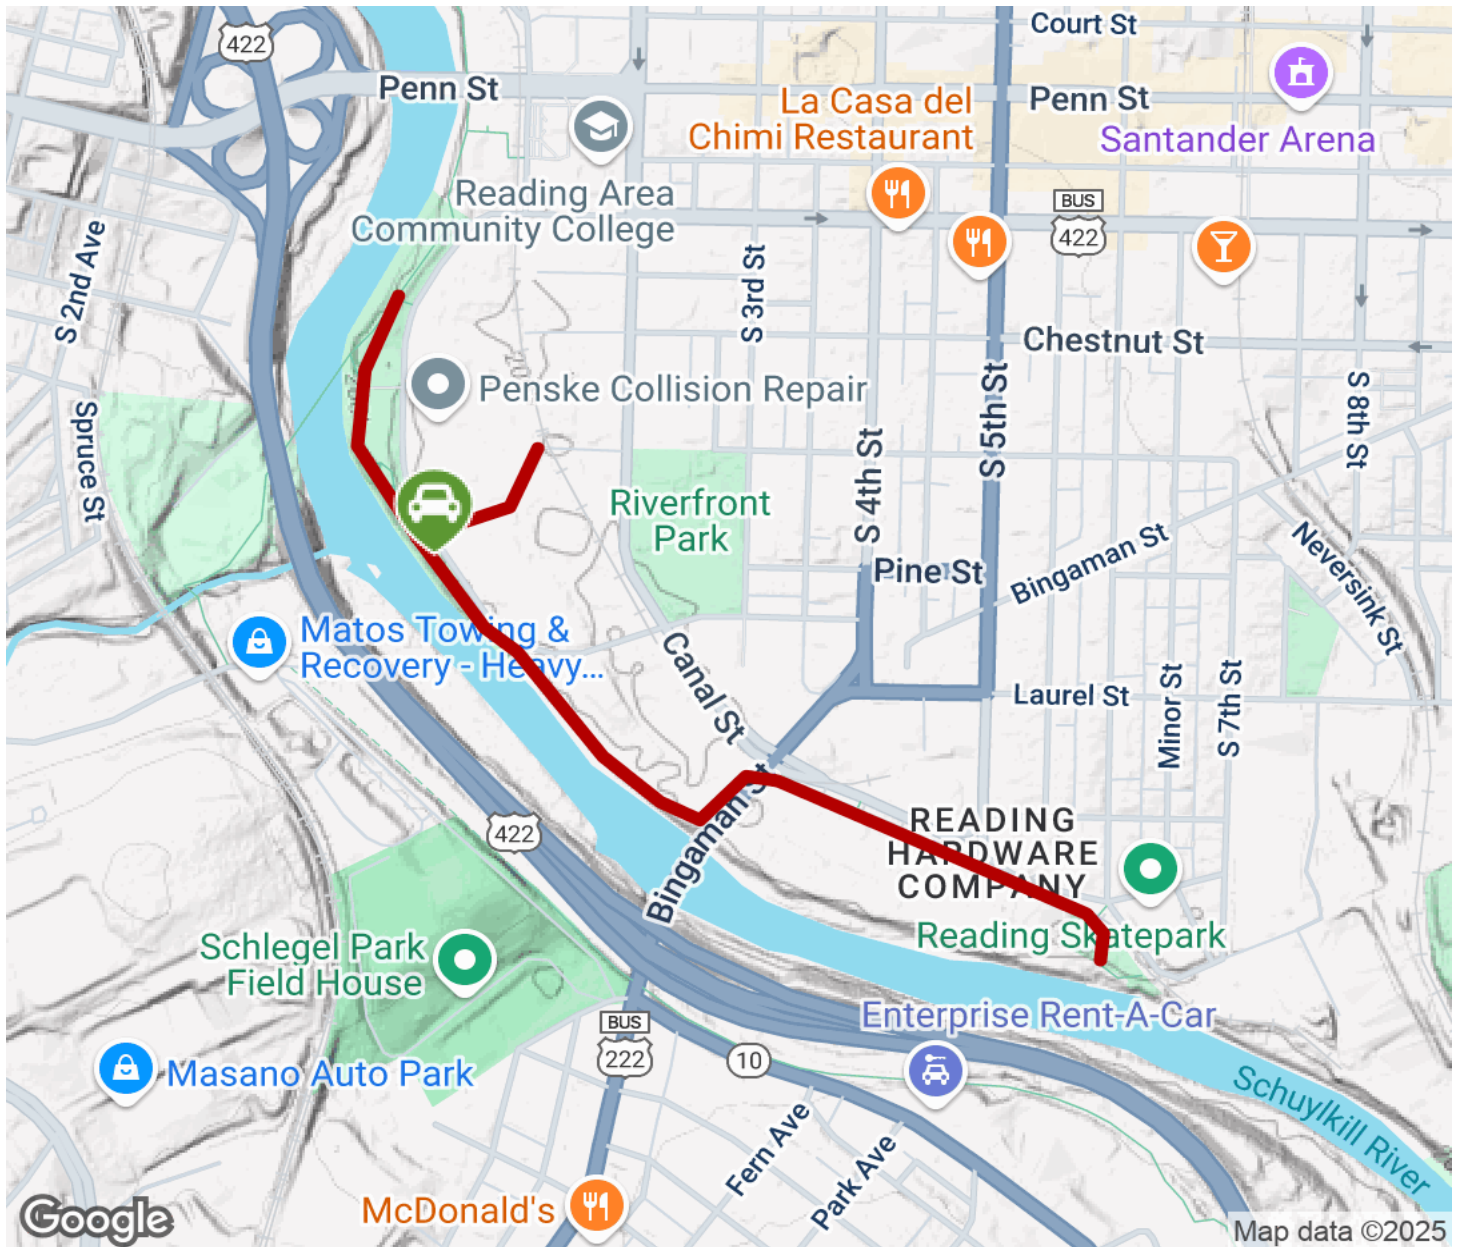 422
Court St
Penn St
Penn St
La Casa del
Chimi Restaurant
Santander Arena
Reading Area
Community College
BUS
422
S 2nd Ave
S 3rd St
Chestnut St
Penske Collision Repair
S 5th St
S 8th St
Spruce St
S 4th St
Riverfront
Park
Pine St
Bingaman St
Neversink St
Matos Towing &
Recovery - Heavy...
Canal St
Laurel St
Minor St
S 7th St
422
Bingaman St
READING
HARDWARE
COMPANY
Reading Skatepark
Schlegel Park
Field House
Enterprise Rent-A-Car
BUS
222
10
Masano Auto Park
Schuylkill River
Fern Ave
Park Ave
McDonald's
Google
Map data ©2025